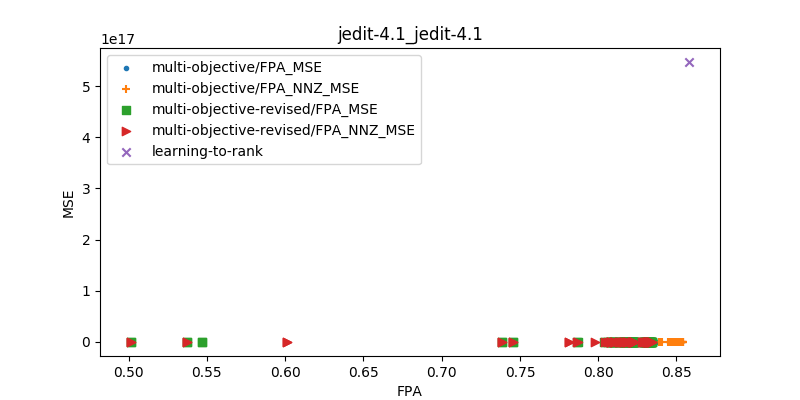 jedit-4.1_jedit-4.1
1e17
multi-objective/FPA_MSE
multi-objective/FPA_NNZ_MSE
multi-objective-revised/FPA_MSE
multi-objective-revised/FPA_NNZ_MSE
learning-to-rank
MSE
5
4
3
2
1
0
0.50 0.55 0.60 0.65 0.70 0.75 0.80 0.85
FPA